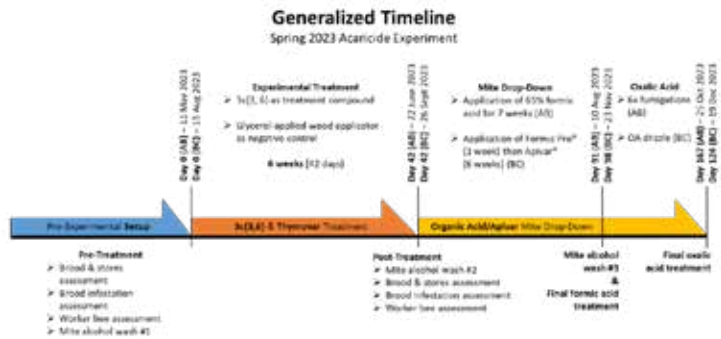 Generalized Timeline
Spring 2023 Acaricide Experiment
Day 0 (AB) – 11 May 2023
Day 0 (BC) – 15 Aug 2023
Experimental Treatment
➤ 3c{3,6} as treatment compound
➤ Glycerol-applied wood applicator
as negative control
6 weeks (42 days)
Day 42 (AB) – 22 June 2023
Day 42 (BC) – 26 Sept 2023
Mite Drop-Down
➤ Application of 65% formic
acid for 7 weeks (AB)
➤ Application of Formic Pro®
(1 week) then Apivar®
(6 weeks) (BC)
Day 91 (AB) – 10 Aug 2023
Day 98 (BC) – 21 Nov 2023
Oxalic Acid
➤ 6x fumigations
(AB)
➤ OA drizzle (BC)
Day 167 (AB) – 25 Oct 2023
Day 124 (BC) – 19 Dec 2023
Pre-Experimental Setup
3c{3,6}-& Thymovar Treatment
Organic Acid/Apivar Mite Drop-Down
Pre-Treatment
➤ Brood & stores
assessment
➤ Brood infestation
assessment
➤ Worker bee assessment
➤ Mite alcohol wash #1
Post-Treatment
➤ Mite alcohol wash #2
➤ Brood & stores assessment
➤ Brood infestation assessment
➤ Worker bee assessment
Mite alcohol
wash #3
&
Final formic acid
treatment
Final oxalic
acid treatment